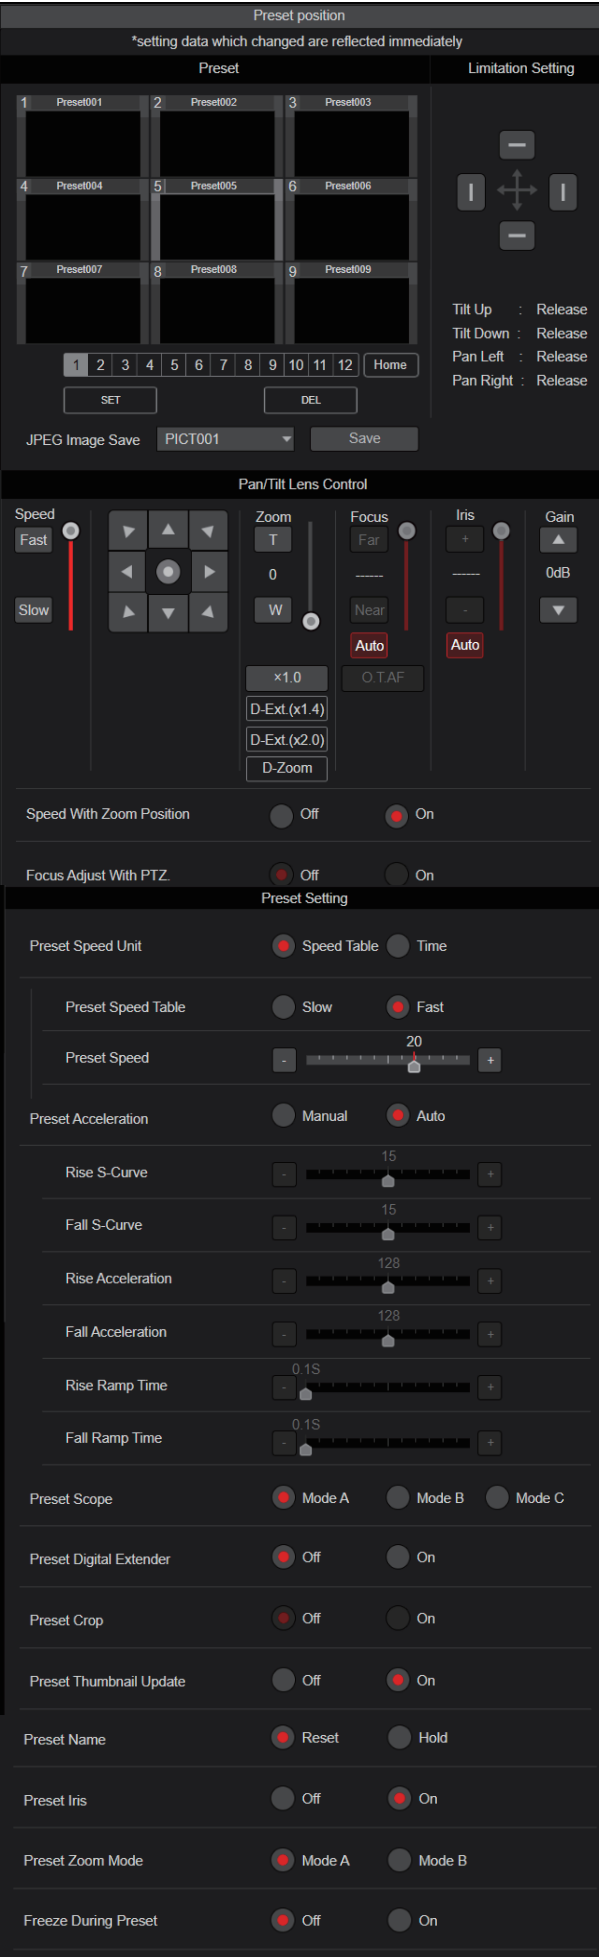 Preset position
*setting data which changed are reflected immediately
Preset Limitation Setting
1 Preset001 2 Preset002 3 Preset003
4 Preset004 5 Preset005 6 Preset006
7 Preset007 8 Preset008 9 Preset009
Tilt Up : Release
Tilt Down : Release
Pan Left : Release
Pan Right : Release
1 2 3 4 5 6 7 8 9 10 11 12 Home
SET DEL
JPEG Image Save PICT001 Save
Pan/Tilt Lens Control
Speed Zoom Focus Iris Gain
Fast T Far +
0 ------ ------ 0dB
Slow W Near -
Auto Auto
×1.0 O.T.AF
D-Ext.(x1.4)
D-Ext.(x2.0)
D-Zoom
Speed With Zoom Position Off On
Focus Adjust With PTZ. Off On
Preset Setting
Preset Speed Unit Speed Table Time
Preset Speed Table Slow Fast
20
Preset Speed - +
Preset Acceleration Manual Auto
15
Rise S-Curve - +
15
Fall S-Curve - +
128
Rise Acceleration - +
128
Fall Acceleration - +
0.1S
Rise Ramp Time - +
0.1S
Fall Ramp Time - +
Preset Scope Mode A Mode B Mode C
Preset Digital Extender Off On
Preset Crop Off On
Preset Thumbnail Update Off On
Preset Name Reset Hold
Preset Iris Off On
Preset Zoom Mode Mode A Mode B
Freeze During Preset Off On